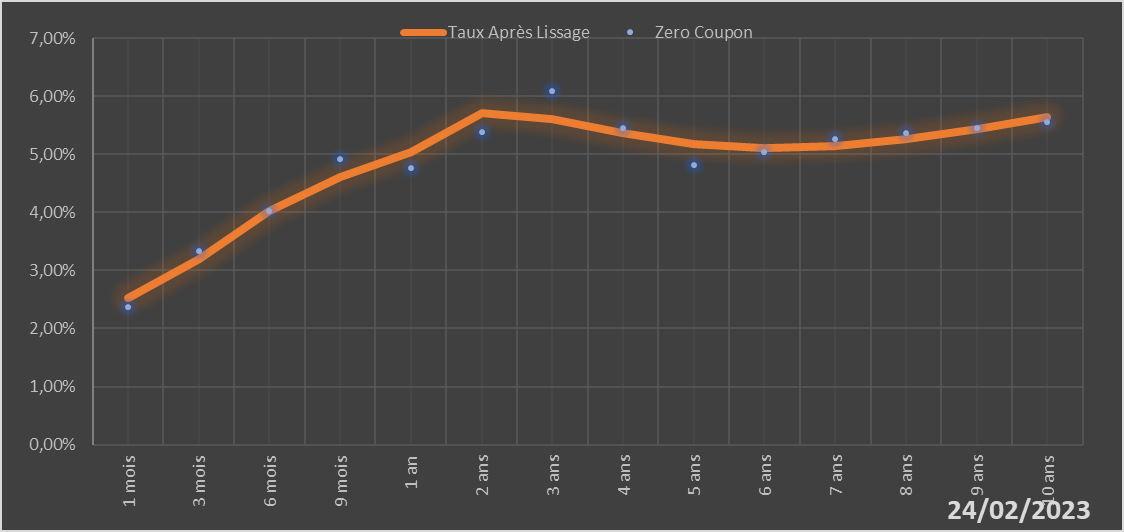 Taux Après Lissage
Zero Coupon
7,00%
6,00%
5,00%
4,00%
3,00%
2,00%
1,00%
0,00%
1 mois
3 mois
6 mois
9 mois
1 an
2 ans
3 ans
4 ans
5 ans
6 ans
7 ans
8 ans
9 ans
10 ans
24/02/2023